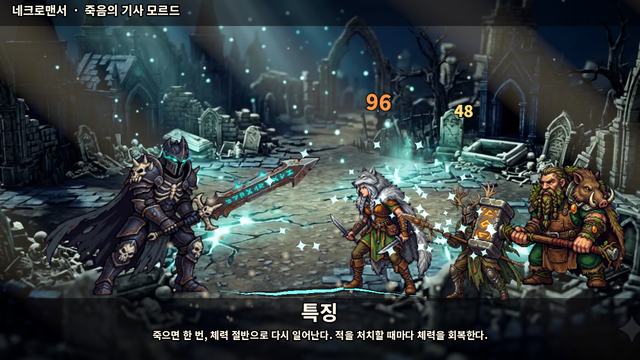 네크로맨서 · 죽음의 기사 모르드
96
48
특징
죽으면 한 번, 체력 절반으로 다시 일어난다. 적을 처치할 때마다 체력을 회복한다.